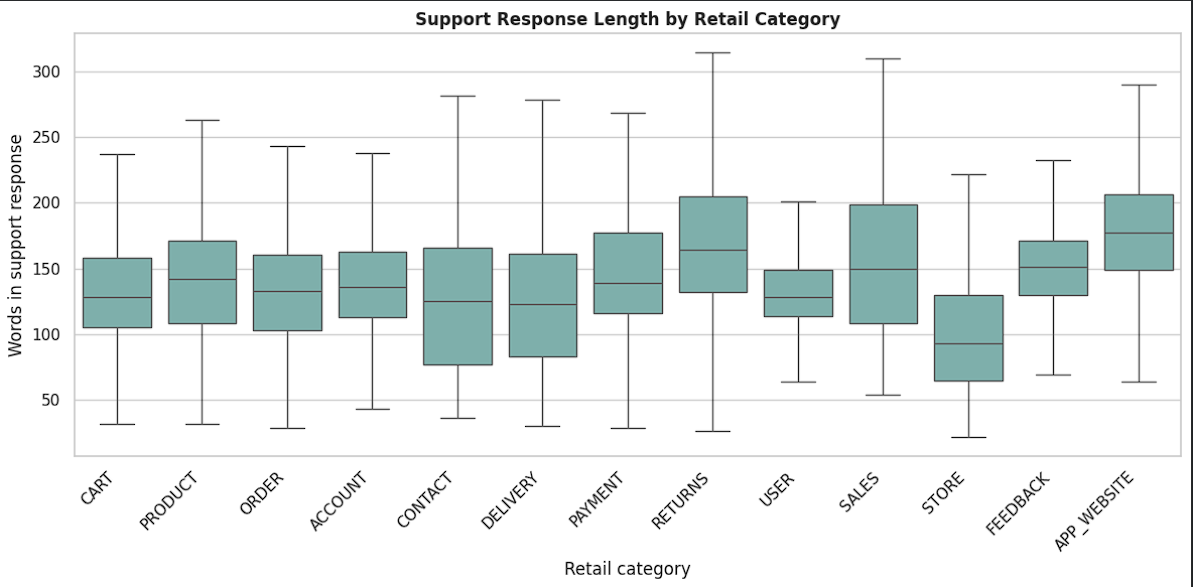 Support Response Length by Retail Category
Words in support response
300
250
200
150
100
50
CART
PRODUCT
ORDER
ACCOUNT
CONTACT
DELIVERY
PAYMENT
RETURNS
USER
SALES
STORE
FEEDBACK
APP_WEBSITE
Retail category